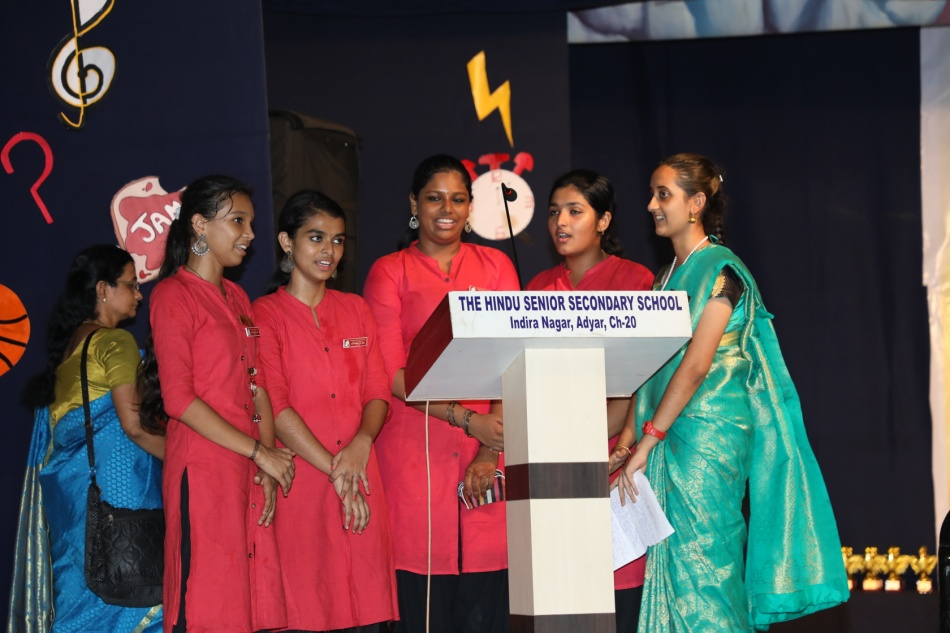 JAM
THE HINDU SENIOR SECONDARY SCHOOL
Indira Nagar, Adyar, Ch-20